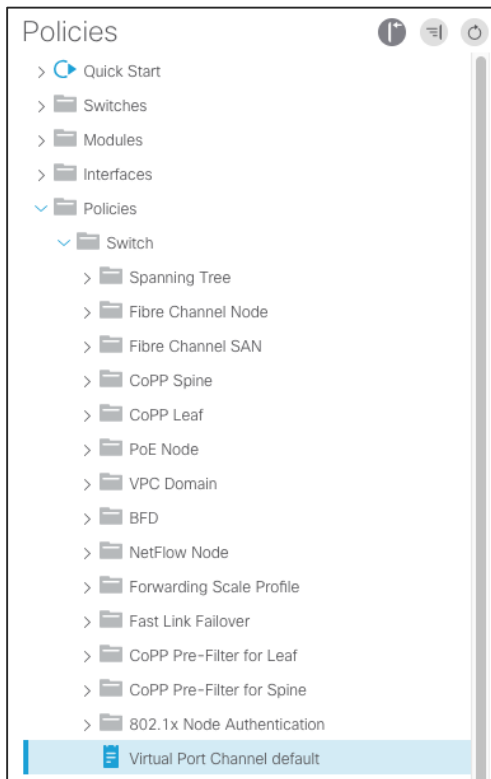 Policies
Quick Start
Switches
Modules
Interfaces
Policies
Switch
Spanning Tree
Fibre Channel Node
Fibre Channel SAN
CoPP Spine
CoPP Leaf
PoE Node
VPC Domain
BFD
NetFlow Node
Forwarding Scale Profile
Fast Link Failover
CoPP Pre-Filter for Leaf
CoPP Pre-Filter for Spine
802.1x Node Authentication
Virtual Port Channel default